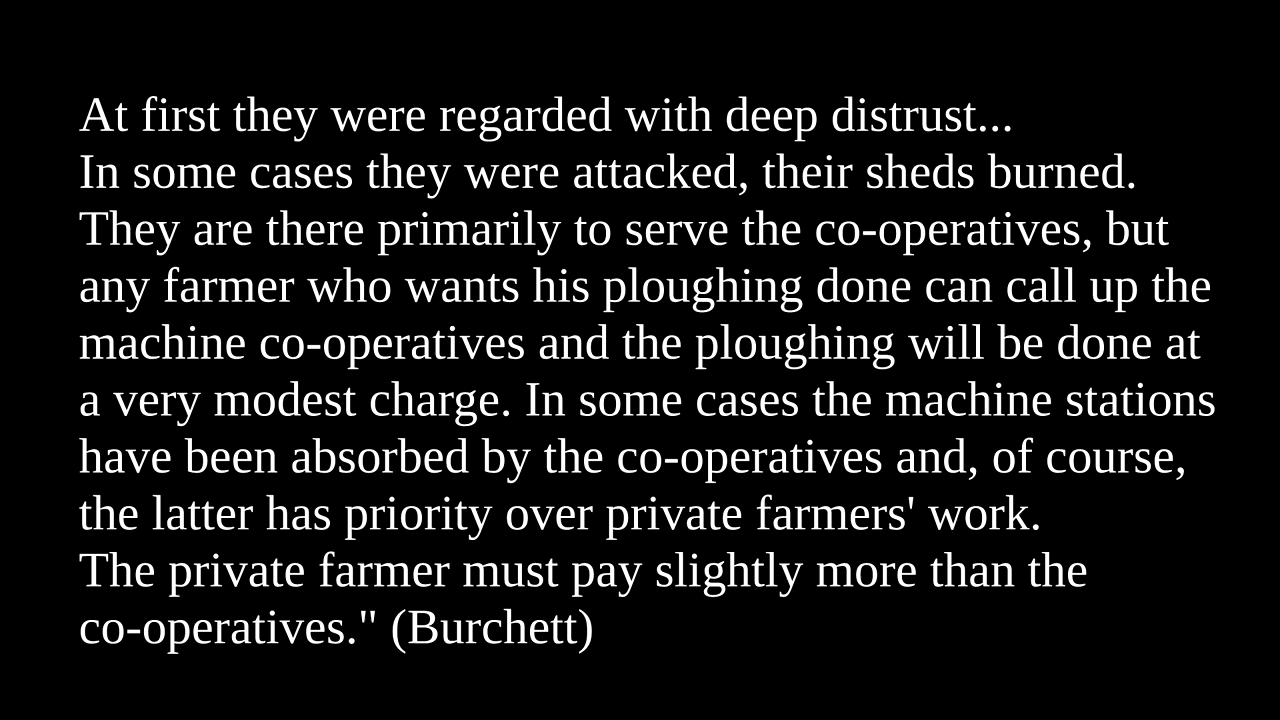 At first they were regarded with deep distrust...
In some cases they were attacked, their sheds burned.
They are there primarily to serve the co-operatives, but
any farmer who wants his ploughing done can call up the
machine co-operatives and the ploughing will be done at
a very modest charge. In some cases the machine stations
have been absorbed by the co-operatives and, of course,
the latter has priority over private farmers' work.
The private farmer must pay slightly more than the
co-operatives." (Burchett)